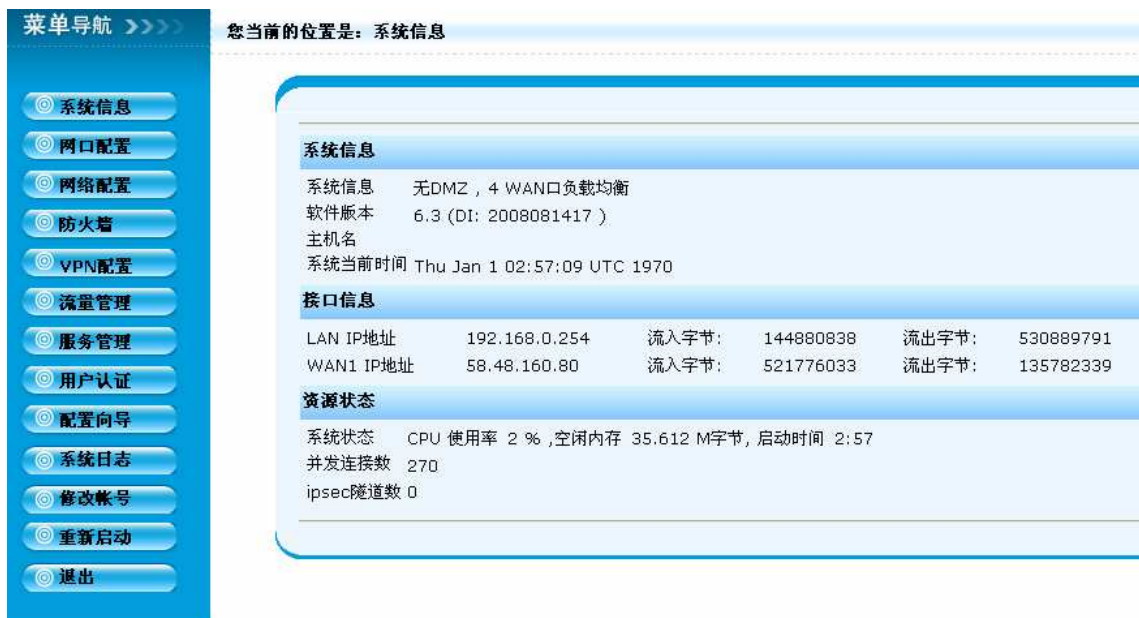 菜单导航 >>>>
您当前的位置是：系统信息
系统信息
网口配置
网络配置
防火墙
VPN配置
流量管理
服务管理
用户认证
配置向导
系统日志
修改帐号
重新启动
退出
系统信息
系统信息 无DMZ , 4 WAN口负载均衡
软件版本 6.3 (DI: 2008081417 )
主机名
系统当前时间 Thu Jan 1 02:57:09 UTC 1970
接口信息
LAN IP地址 192.168.0.254 流入字节: 144880838 流出字节: 530889791
WAN1 IP地址 58.48.160.80 流入字节: 521776033 流出字节: 135782339
资源状态
系统状态 CPU 使用率 2 % ,空闲内存 35.612 M字节, 启动时间 2:57
并发连接数 270
ipsec隧道数 0